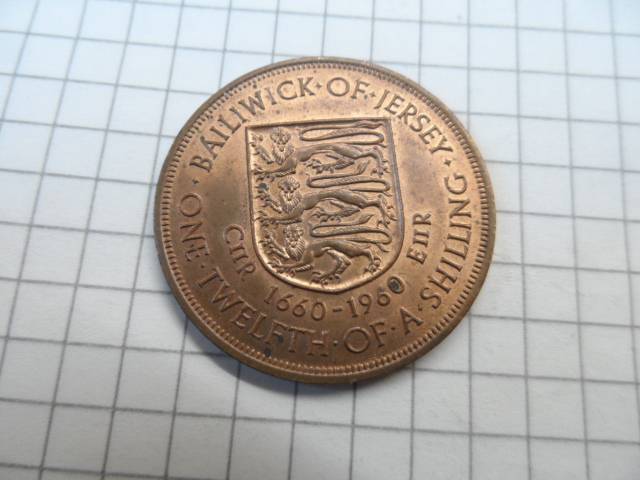 · BAILIWICK · OF · JERSEY ·
ONE · TWELFTH · OF · A · SHILLING
CIIR EIIR
1660 - 1960